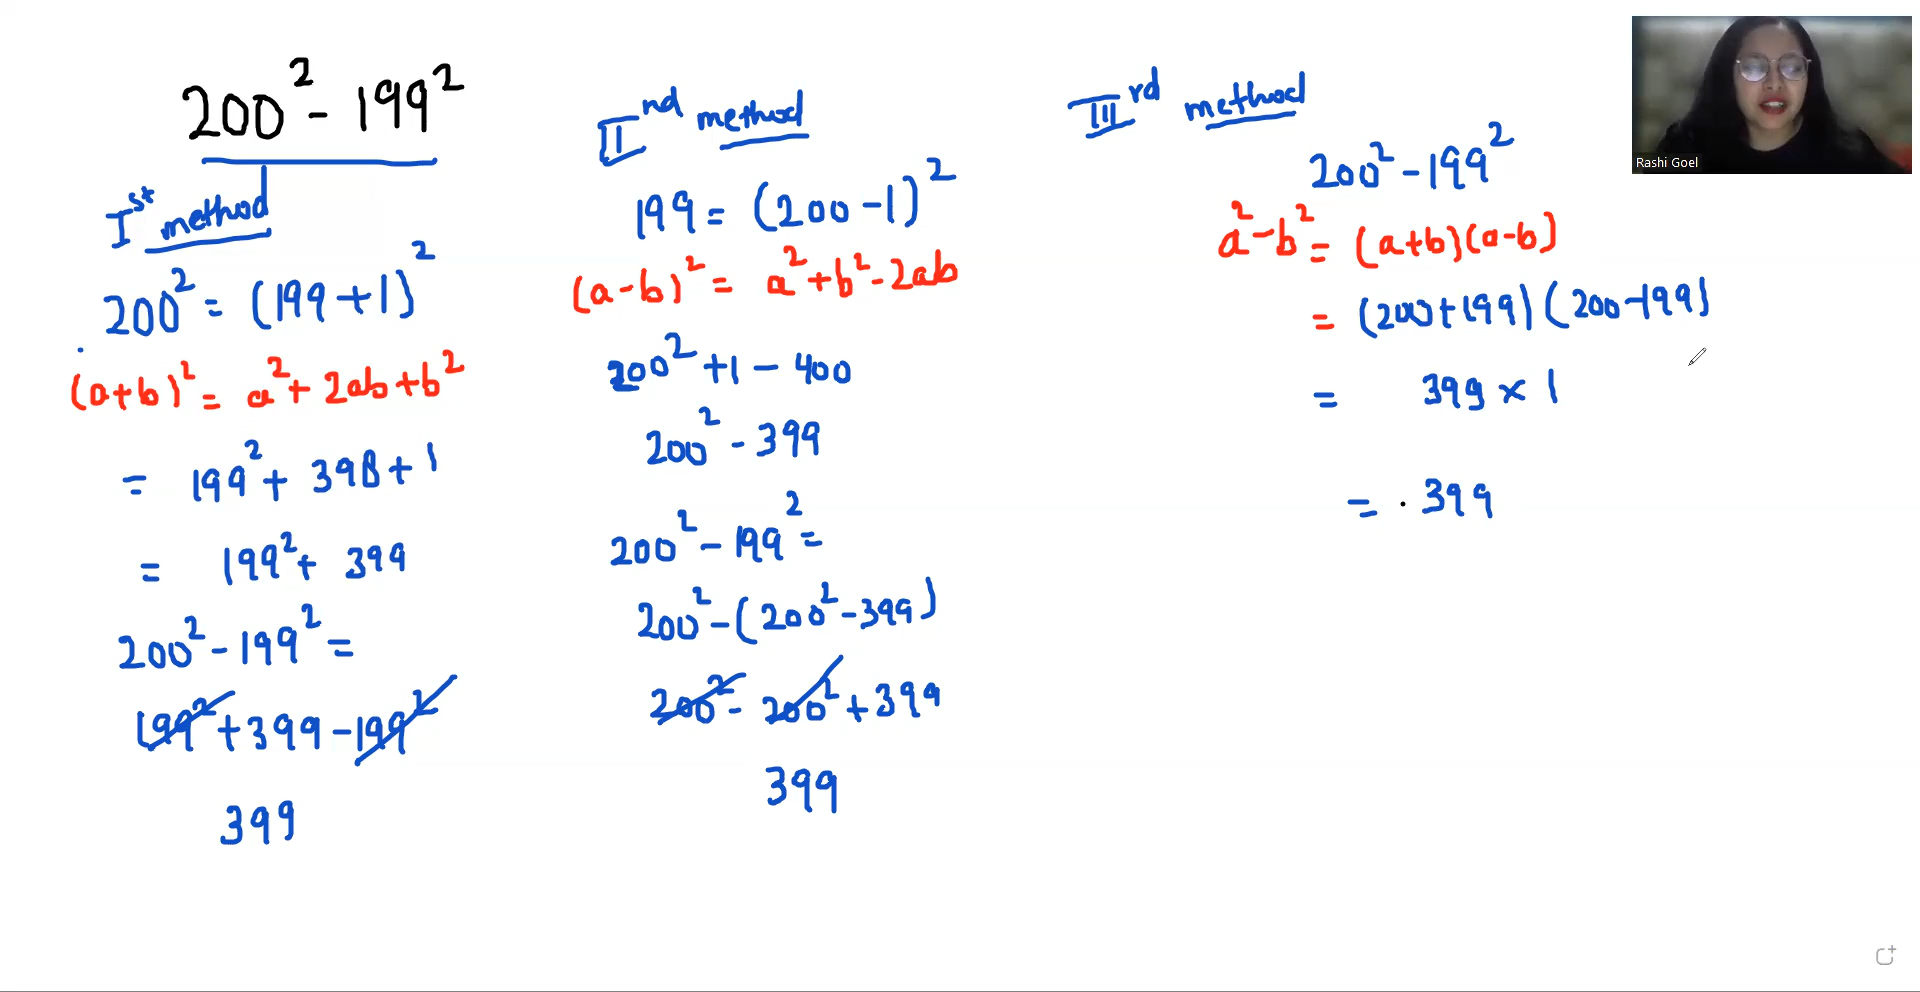 200² - 199²
Iˢᵗ method
200² = (199 + 1)²
(a+b)² = a² + 2ab + b²
= 199² + 398 + 1
= 199² + 399
200² - 199² =
199² + 399 - 199²
399
IIⁿᵈ method
199 = (200 - 1)²
(a - b)² = a² + b² - 2ab
200² + 1 - 400
200² - 399
200² - 199² =
200² - (200² - 399)
200² - 200² + 399
399
IIIʳᵈ method
200² - 199²
a² - b² = (a+b)(a-b)
= (200+199)(200-199)
= 399 × 1
= 399
Rashi Goel